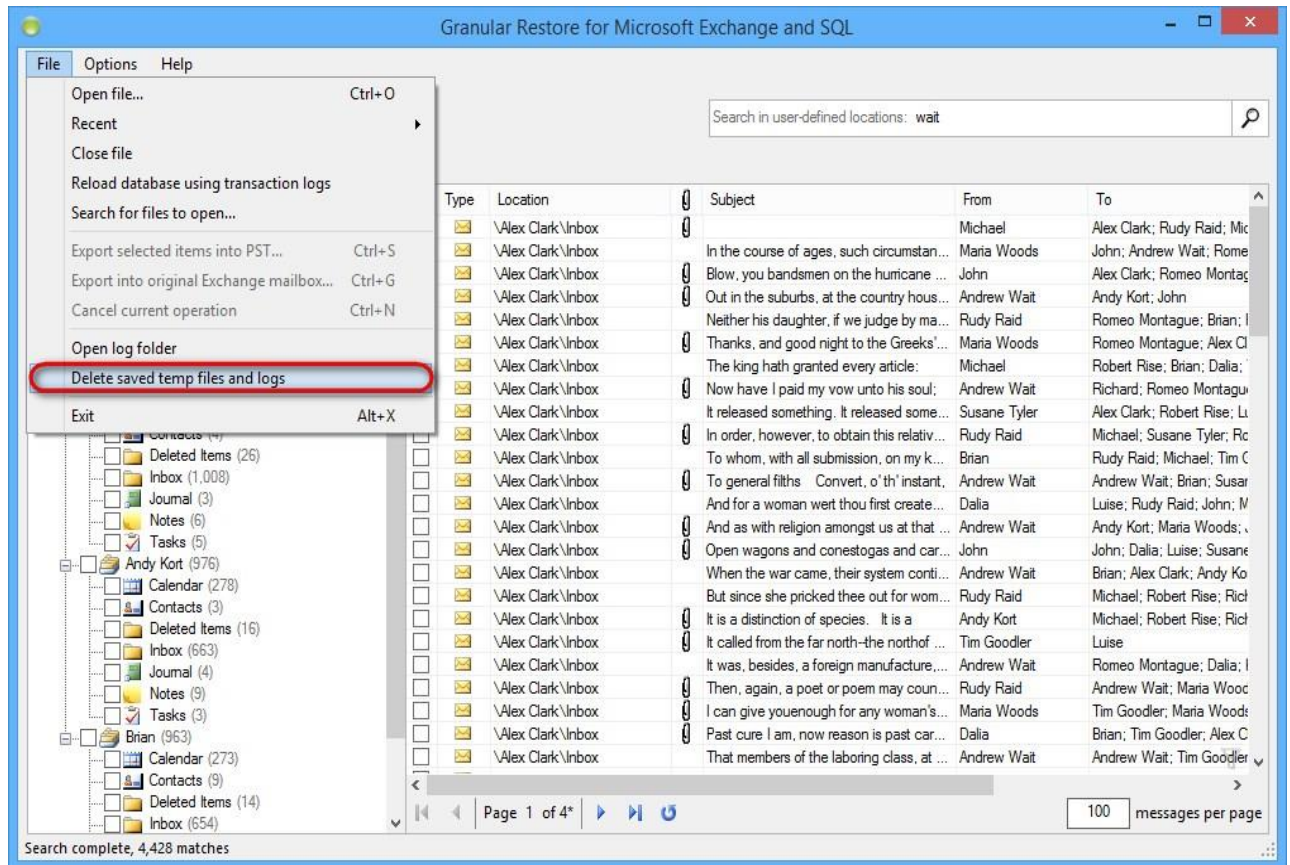 Granular Restore for Microsoft Exchange and SQL
File Options Help
Open file... Ctrl+O
Recent
Close file
Reload database using transaction logs
Search for files to open...
Export selected items into PST... Ctrl+S
Export into original Exchange mailbox... Ctrl+G
Cancel current operation Ctrl+N
Open log folder
Delete saved temp files and logs
Exit Alt+X
Search in user-defined locations: wait
Contacts (4)
Deleted Items (26)
Inbox (1,008)
Journal (3)
Notes (6)
Tasks (5)
Andy Kort (976)
Calendar (278)
Contacts (3)
Deleted Items (16)
Inbox (663)
Journal (4)
Notes (9)
Tasks (3)
Brian (963)
Calendar (273)
Contacts (9)
Deleted Items (14)
Inbox (654)
Type Location Subject From To
\Alex Clark\Inbox Michael Alex Clark; Rudy Raid; Mic
\Alex Clark\Inbox In the course of ages, such circumstan... Maria Woods John; Andrew Wait; Rome
\Alex Clark\Inbox Blow, you bandsmen on the hurricane ... John Alex Clark; Romeo Montag
\Alex Clark\Inbox Out in the suburbs, at the country hous... Andrew Wait Andy Kort; John
\Alex Clark\Inbox Neither his daughter, if we judge by ma... Rudy Raid Romeo Montague; Brian;
\Alex Clark\Inbox Thanks, and good night to the Greeks'... Maria Woods Romeo Montague; Alex Cl
\Alex Clark\Inbox The king hath granted every article: Michael Robert Rise; Brian; Dalia;
\Alex Clark\Inbox Now have I paid my vow unto his soul; Andrew Wait Richard; Romeo Montagu
\Alex Clark\Inbox It released something. It released some... Susane Tyler Alex Clark; Robert Rise; Lu
\Alex Clark\Inbox In order, however, to obtain this relativ... Rudy Raid Michael; Susane Tyler; Ro
\Alex Clark\Inbox To whom, with all submission, on my k... Brian Rudy Raid; Michael; Tim G
\Alex Clark\Inbox To general filths Convert, o' th' instant, Andrew Wait Andrew Wait; Brian; Susan
\Alex Clark\Inbox And for a woman wert thou first create... Dalia Luise; Rudy Raid; John; M
\Alex Clark\Inbox And as with religion amongst us at that ... Andrew Wait Andy Kort; Maria Woods;
\Alex Clark\Inbox Open wagons and conestogas and car... John John; Dalia; Luise; Susane
\Alex Clark\Inbox When the war came, their system conti... Andrew Wait Brian; Alex Clark; Andy Ko
\Alex Clark\Inbox But since she pricked thee out for wom... Rudy Raid Michael; Robert Rise; Rich
\Alex Clark\Inbox It is a distinction of species. It is a Andy Kort Michael; Robert Rise; Rich
\Alex Clark\Inbox It called from the far north-the northof ... Tim Goodler Luise
\Alex Clark\Inbox It was, besides, a foreign manufacture,... Andrew Wait Romeo Montague; Dalia;
\Alex Clark\Inbox Then, again, a poet or poem may coun... Rudy Raid Andrew Wait; Maria Wood
\Alex Clark\Inbox I can give youenough for any woman's... Maria Woods Tim Goodler; Maria Woods
\Alex Clark\Inbox Past cure I am, now reason is past car... Dalia Brian; Tim Goodler; Alex C
\Alex Clark\Inbox That members of the laboring class, at ... Andrew Wait Andrew Wait; Tim Goodler
Page 1 of 4* 100 messages per page
Search complete, 4,428 matches